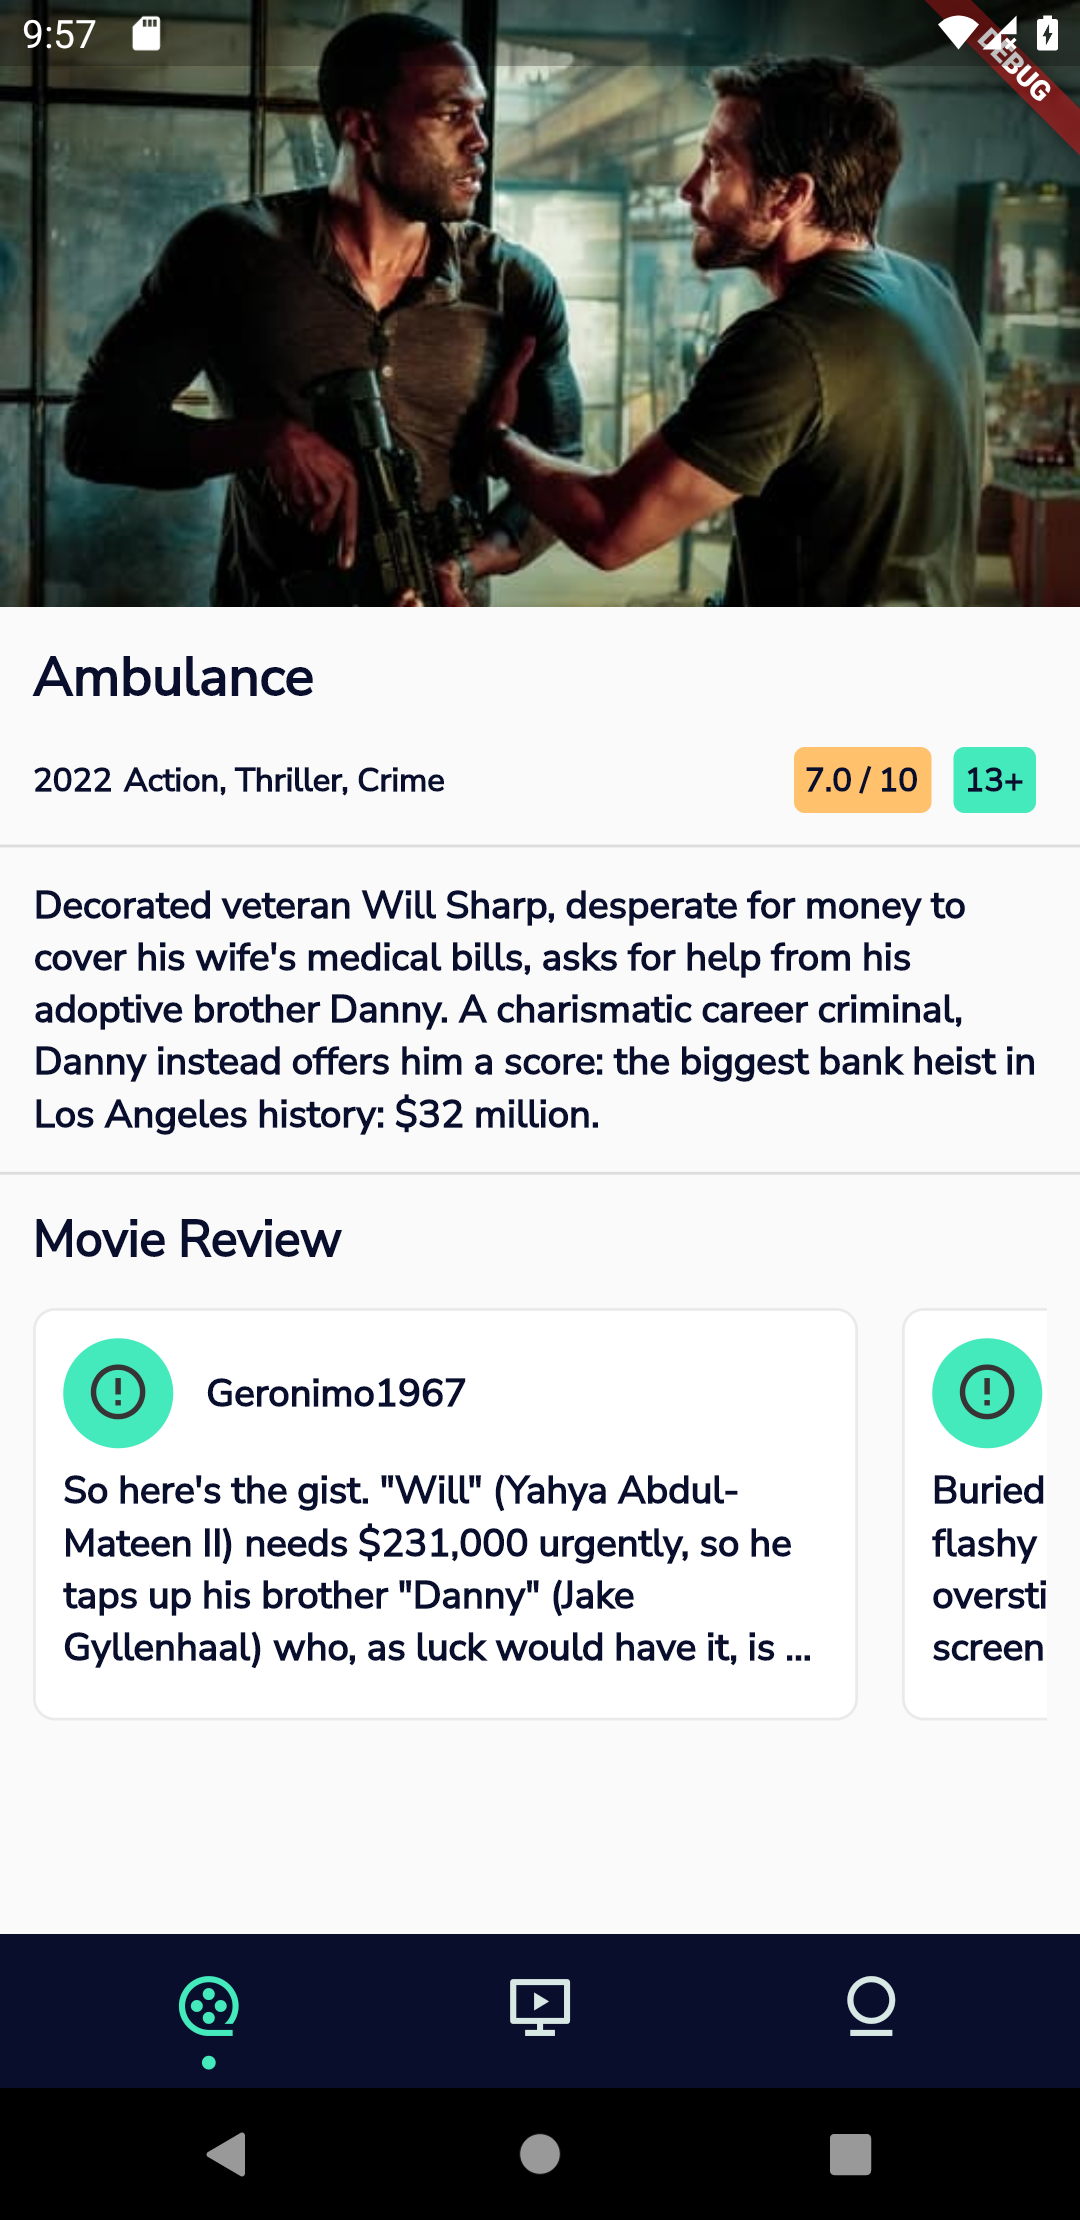 9:57
DEBUG
Ambulance
2022 Action, Thriller, Crime
7.0 / 10
13+
Decorated veteran Will Sharp, desperate for money to
cover his wife's medical bills, asks for help from his
adoptive brother Danny. A charismatic career criminal,
Danny instead offers him a score: the biggest bank heist in
Los Angeles history: $32 million.
Movie Review
Geronimo1967
So here's the gist. "Will" (Yahya Abdul-
Mateen II) needs $231,000 urgently, so he
taps up his brother "Danny" (Jake
Gyllenhaal) who, as luck would have it, is ...
Buried
flashy
oversti
screen